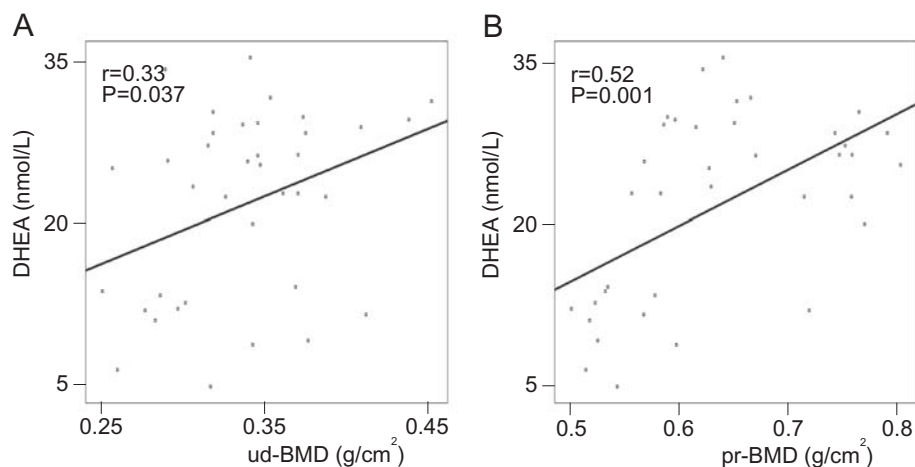 A
35
r=0.33
P=0.037
DHEA (nmol/L)
20
5
0.25 0.35 0.45
ud-BMD (g/cm²)
B
35
r=0.52
P=0.001
DHEA (nmol/L)
20
5
0.5 0.6 0.7 0.8
pr-BMD (g/cm²)